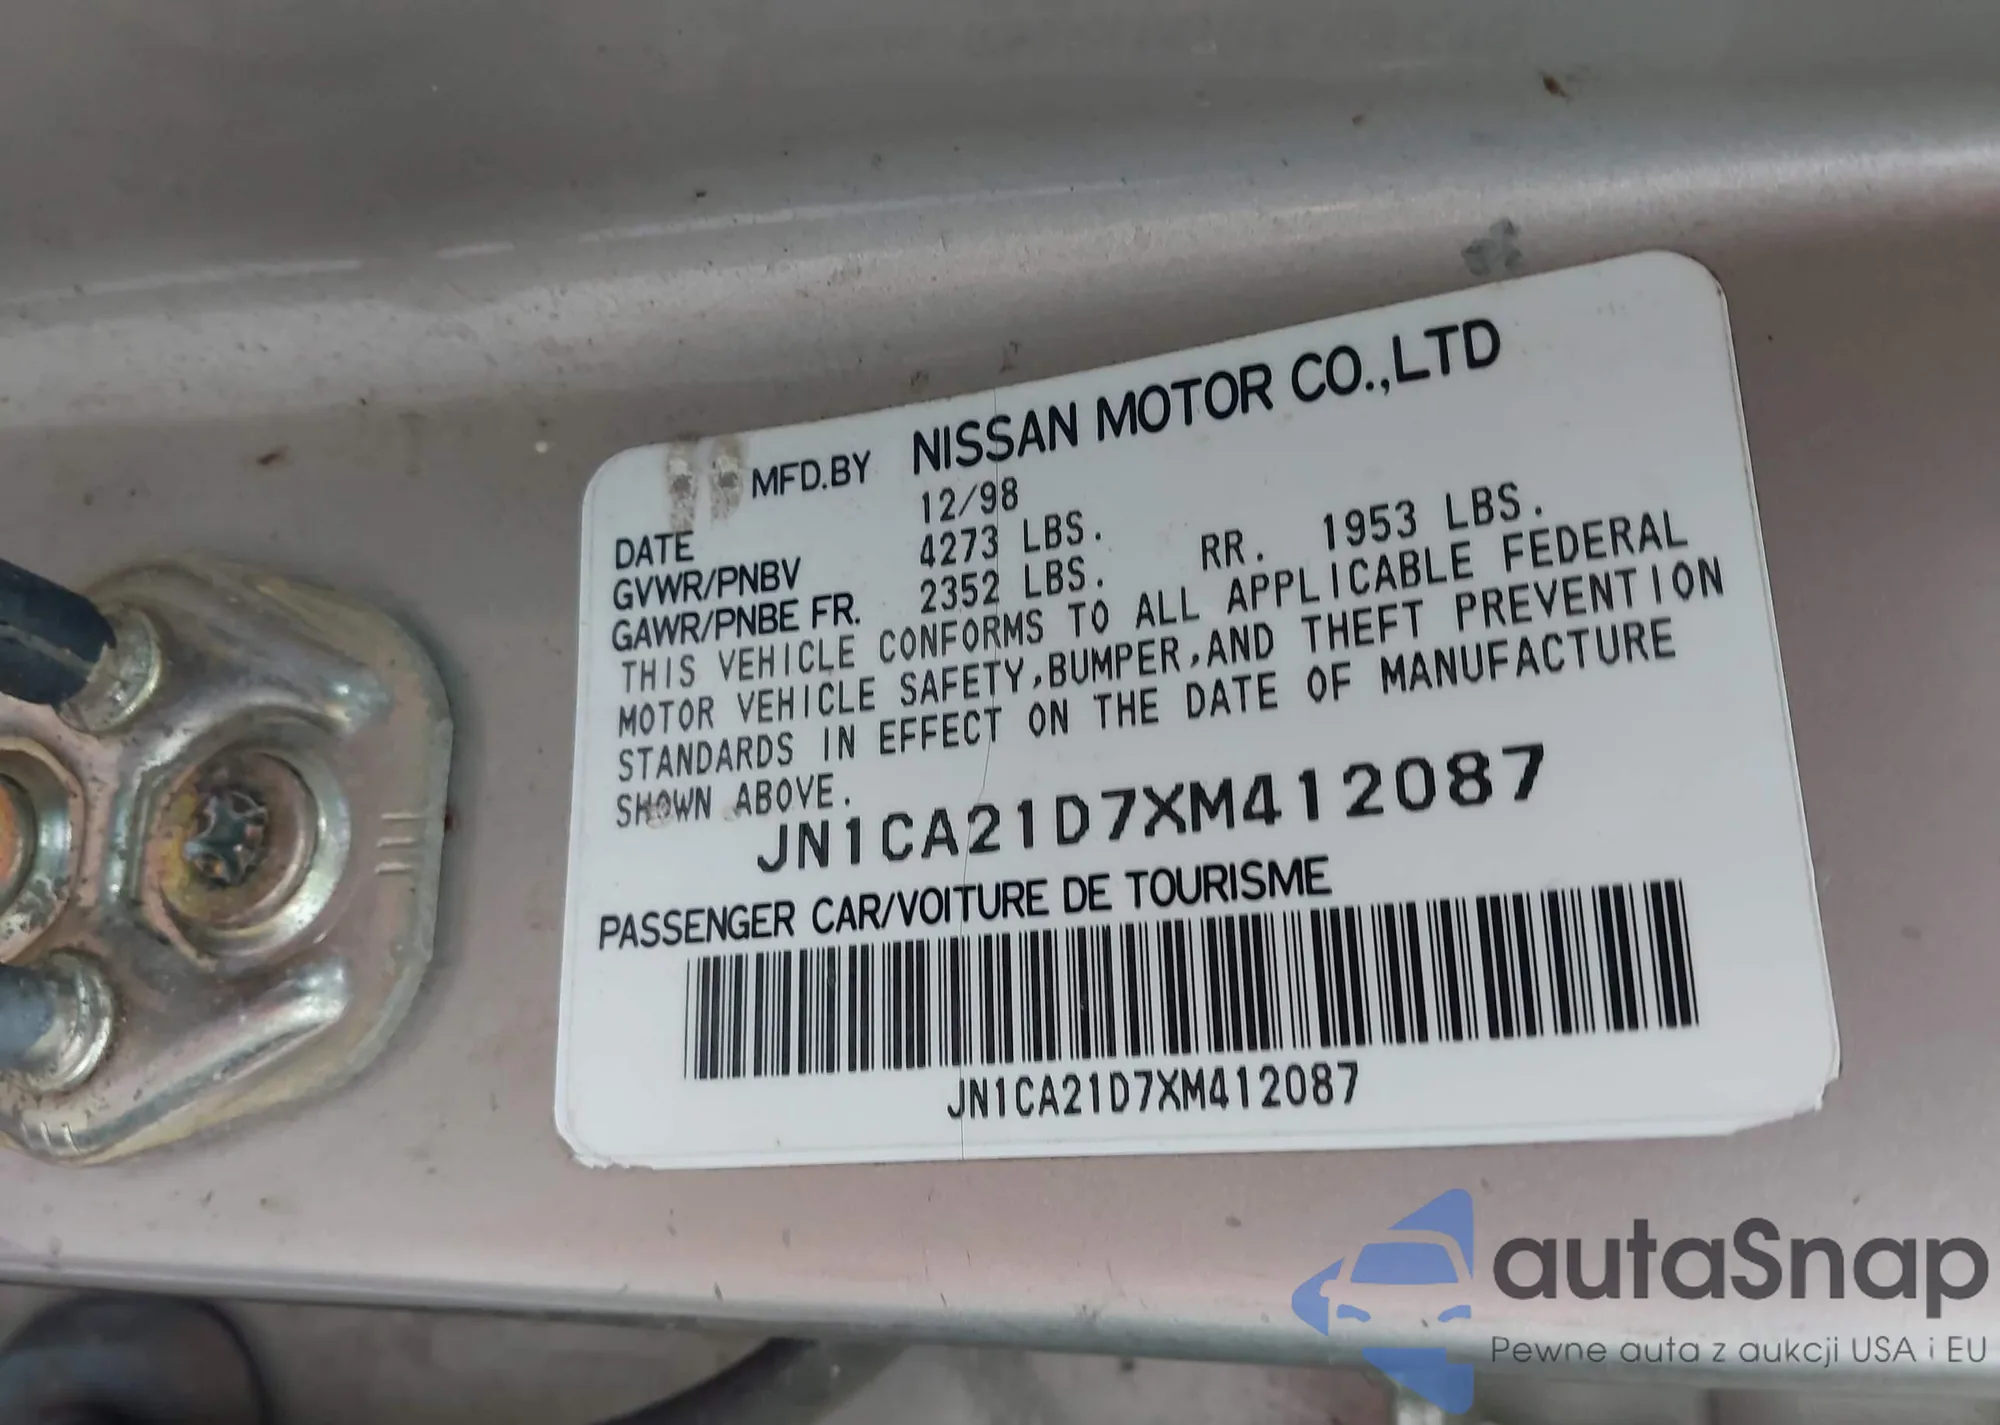 MFD.BY NISSAN MOTOR CO.,LTD
DATE 12/98
GVWR/PNBV 4273 LBS.
GAWR/PNBE FR. 2352 LBS. RR. 1953 LBS.
THIS VEHICLE CONFORMS TO ALL APPLICABLE FEDERAL
MOTOR VEHICLE SAFETY,BUMPER,AND THEFT PREVENTION
STANDARDS IN EFFECT ON THE DATE OF MANUFACTURE
SHOWN ABOVE.
JN1CA21D7XM412087
PASSENGER CAR/VOITURE DE TOURISME
JN1CA21D7XM412087
autaSnap
Pewne auta z aukcji USA i EU